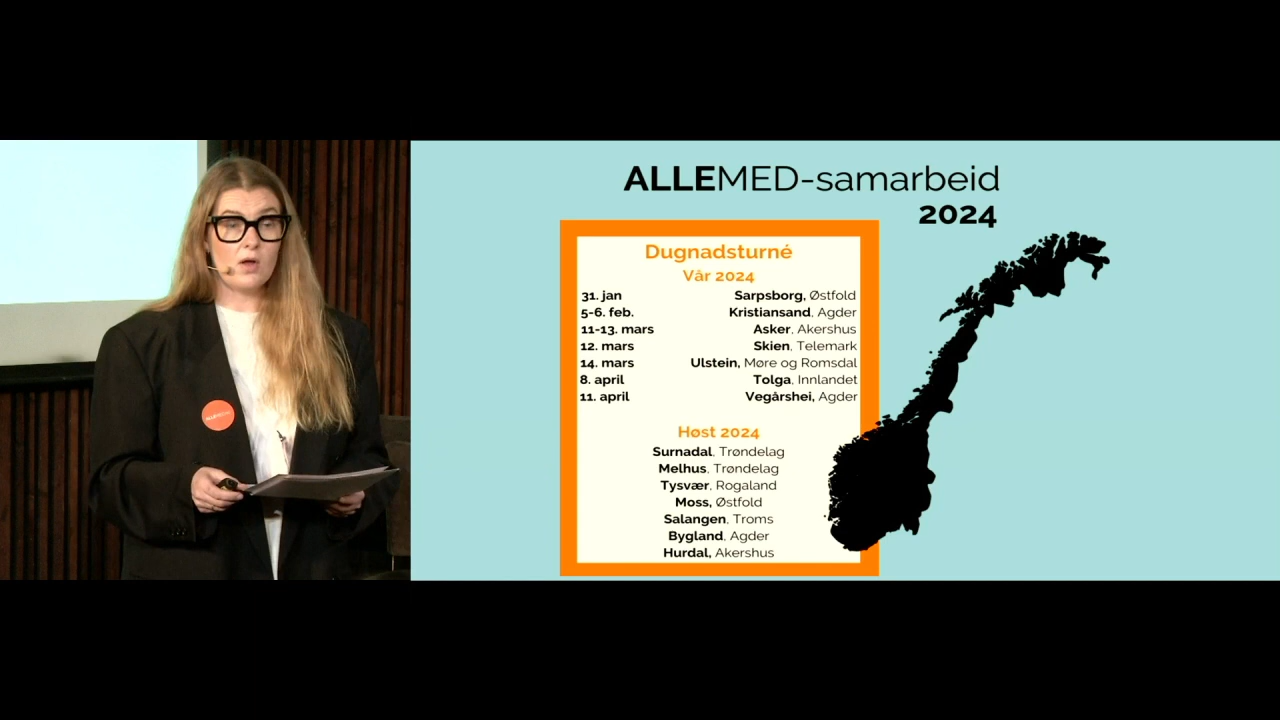 ALLEMED-samarbeid
2024
Dugnadsturné
Vår 2024
31. jan Sarpsborg, Østfold
5-6. feb. Kristiansand, Agder
11-13. mars Asker, Akershus
12. mars Skien, Telemark
14. mars Ulstein, Møre og Romsdal
8. april Tolga, Innlandet
11. april Vegårshei, Agder
Høst 2024
Surnadal, Trøndelag
Melhus, Trøndelag
Tysvær, Rogaland
Moss, Østfold
Salangen, Troms
Bygland, Agder
Hurdal, Akershus
ALLEMED